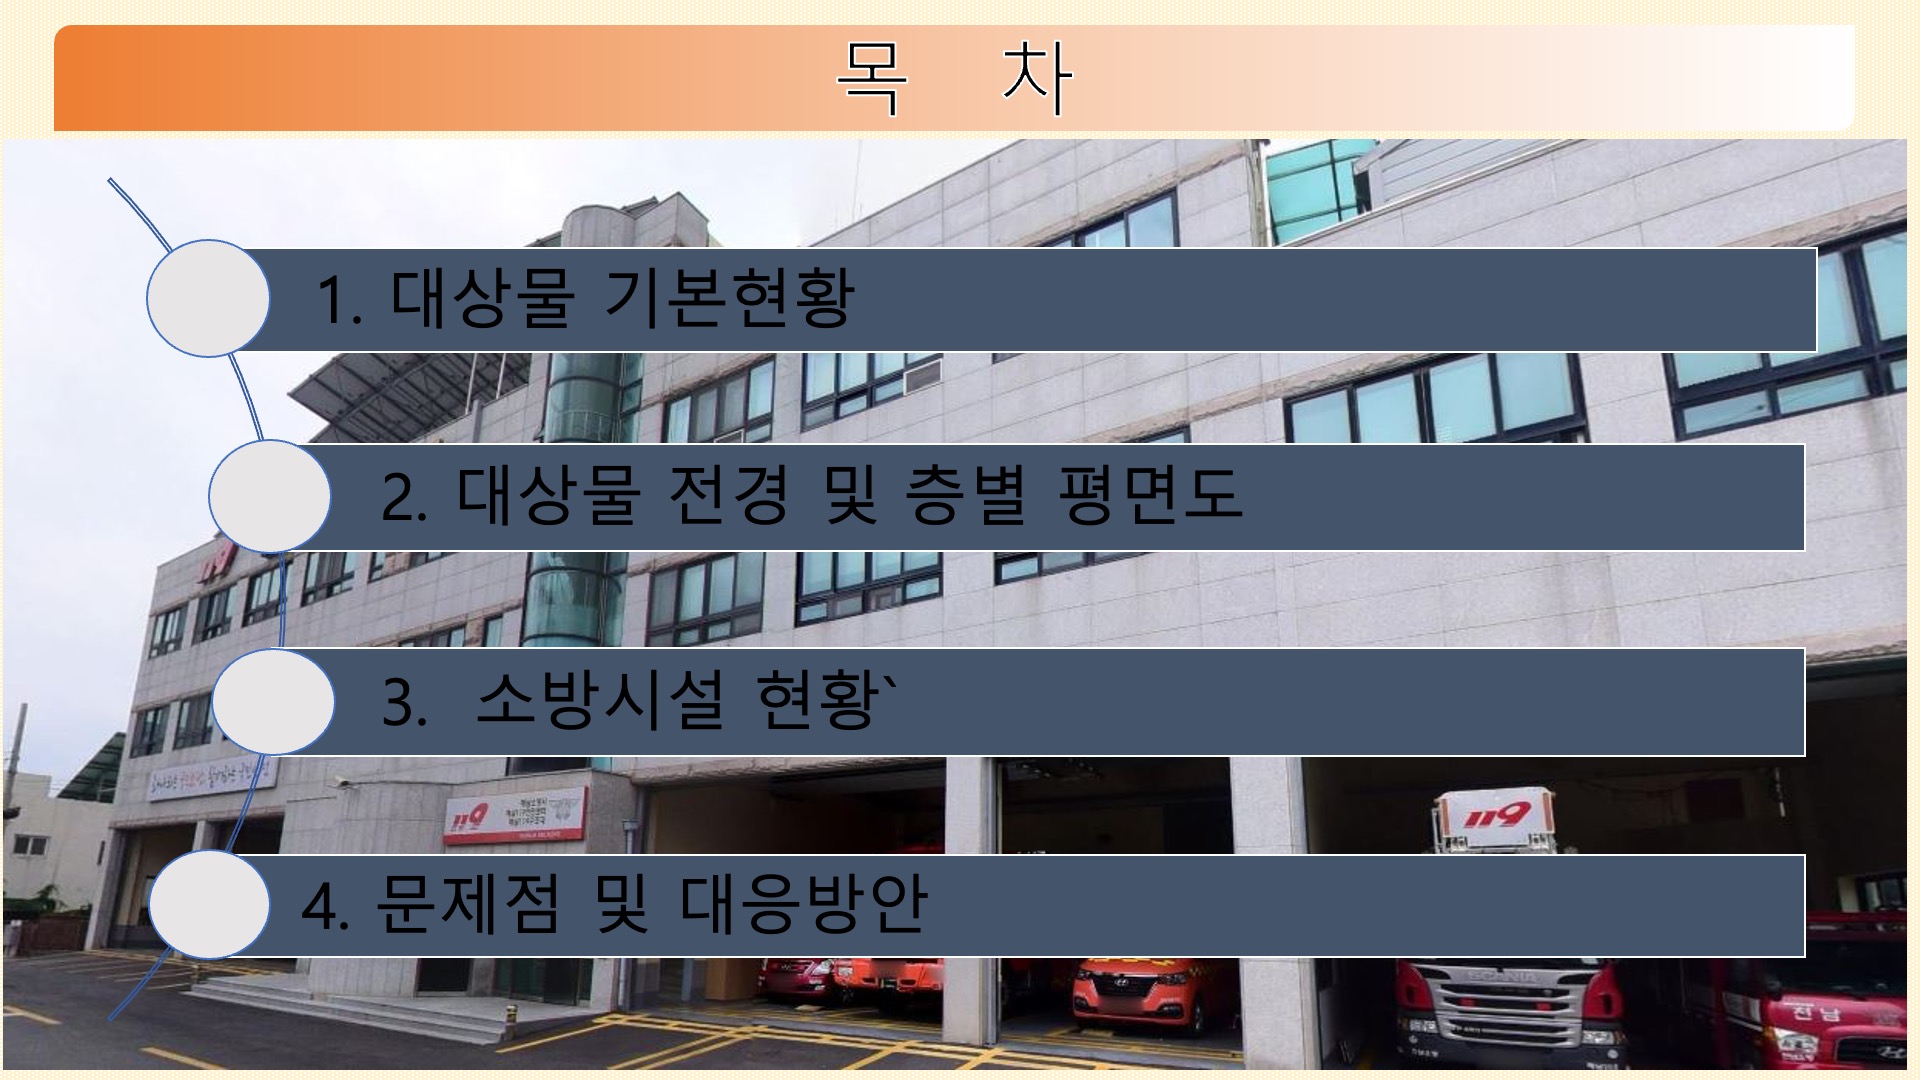 목 차
1. 대상물 기본현황
2. 대상물 전경 및 층별 평면도
3. 소방시설 현황`
4. 문제점 및 대응방안
119
119
119
SCANIA
전남